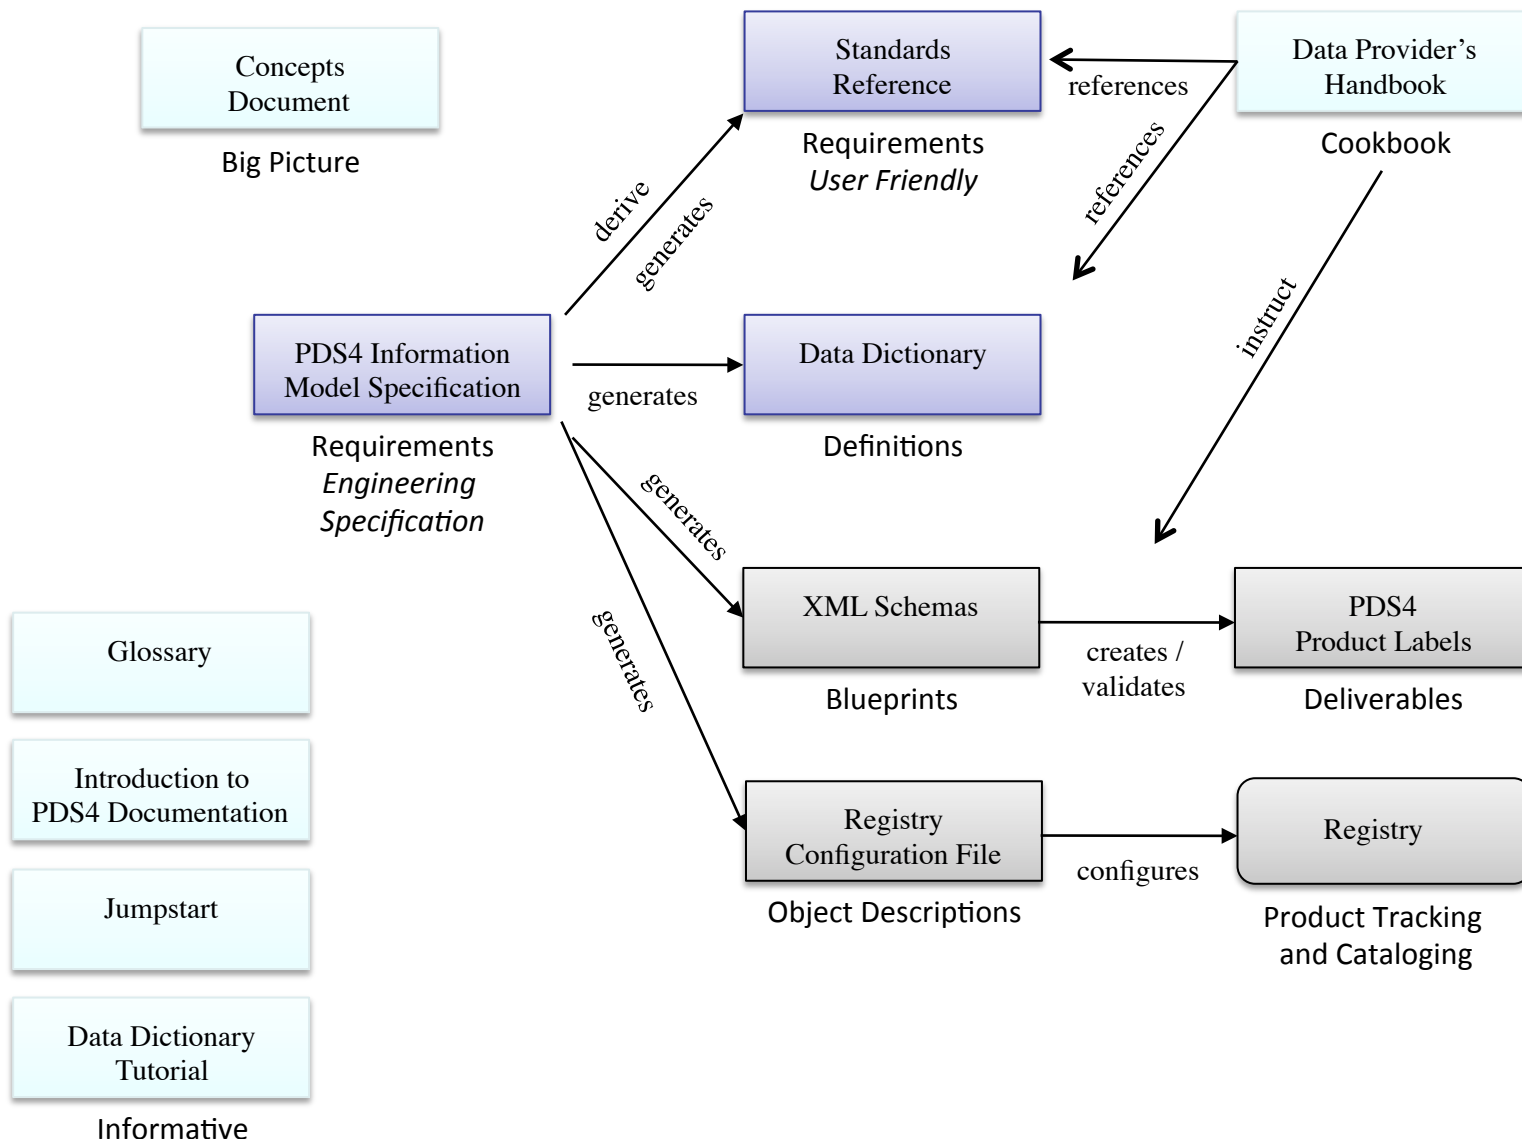 Concepts
Document
Big Picture
Standards
Reference
Requirements
User Friendly
references
Data Provider’s
Handbook
Cookbook
references
derive
generates
instruct
PDS4 Information
Model Specification
Requirements
Engineering
Specification
generates
Data Dictionary
Definitions
generates
generates
XML Schemas
Blueprints
creates /
validates
PDS4
Product Labels
Deliverables
Registry
Configuration File
Object Descriptions
configures
Registry
Product Tracking
and Cataloging
Glossary
Introduction to
PDS4 Documentation
Jumpstart
Data Dictionary
Tutorial
Informative